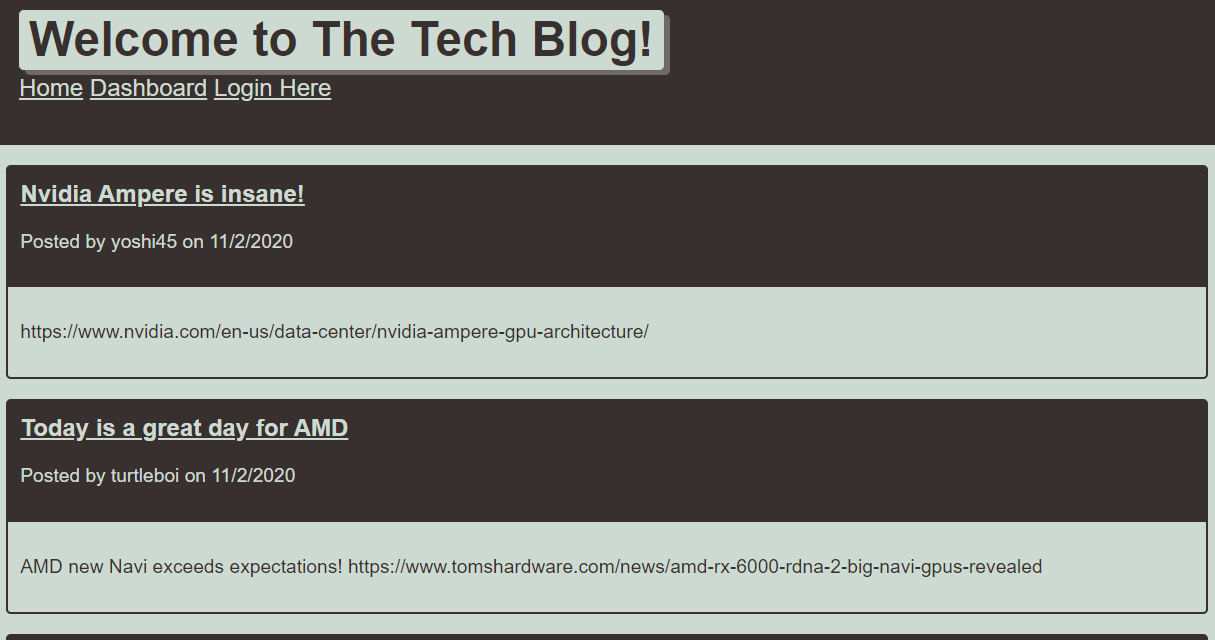 Welcome to The Tech Blog!
Home Dashboard Login Here
Nvidia Ampere is insane!
Posted by yoshi45 on 11/2/2020
https://www.nvidia.com/en-us/data-center/nvidia-ampere-gpu-architecture/
Today is a great day for AMD
Posted by turtleboi on 11/2/2020
AMD new Navi exceeds expectations! https://www.tomshardware.com/news/amd-rx-6000-rdna-2-big-navi-gpus-revealed